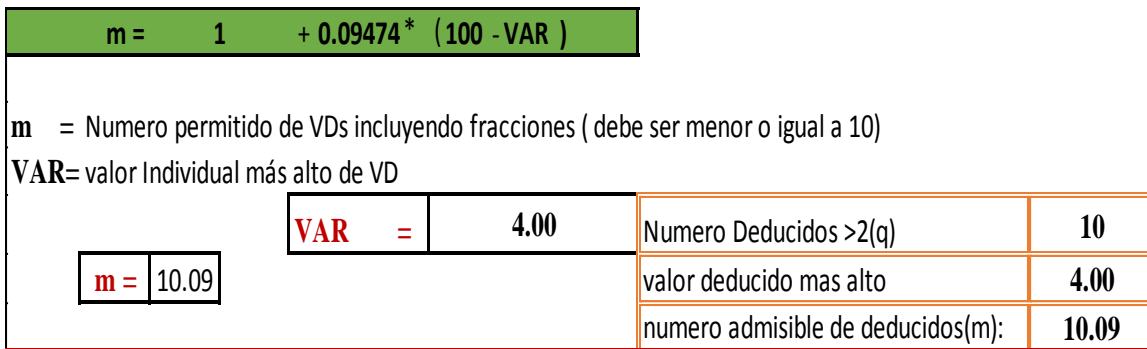 m = 1 + 0.09474* (100 - VAR )
m = Numero permitido de VDs incluyendo fracciones ( debe ser menor o igual a 10)
VAR= valor Individual más alto de VD
VAR = 4.00 Numero Deducidos >2(q) 10
m = 10.09 valor deducido mas alto 4.00
numero admisible de deducidos(m): 10.09